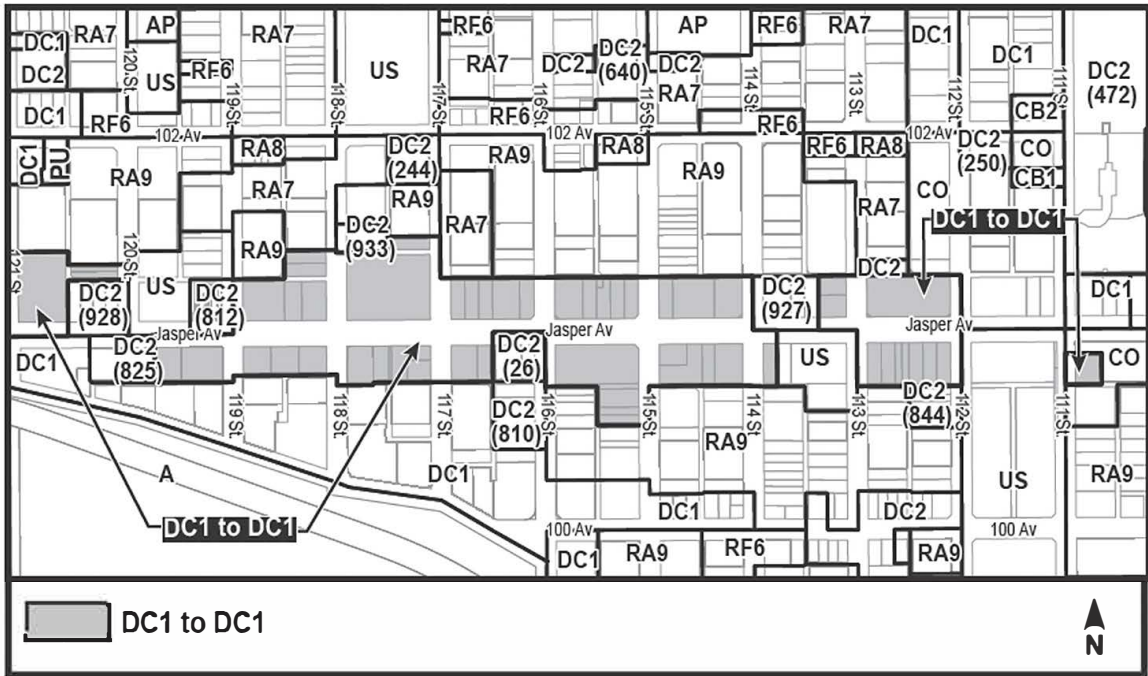 DC1
RA7
AP
RA7
US
RF6
DC2
(640)
AP
RF6
RA7
DC1
DC1
DC2
(472)
DC2
120 St.
US
RF6
RA7
DC2
DC2
RA7
DC1
RF6
119 St.
118 St.
117 St.
RF6
116 St.
115 St.
114 St.
113 St.
112 St.
111 St.
CB2
102 Av
102 Av
RF6
102 Av
DC1
PU
RA9
RA8
DC2
(244)
RA9
RA8
RA9
RF6
RA8
DC2
(250)
CO
CB1
RA7
RA9
RA7
RA7
CO
DC2
(933)
RA9
DC1 to DC1
121 St.
120 St.
US
DC2
(928)
DC2
(812)
DC2
DC2
(927)
DC1
Jasper Av
Jasper Av
Jasper Av
DC1
DC2
(825)
DC2
(26)
US
CO
119 St.
118 St.
117 St.
DC2
(810)
116 St.
115 St.
114 St.
113 St.
DC2
(844)
112 St.
111 St.
A
DC1
RA9
US
RA9
DC1 to DC1
DC1
DC2
100 Av
100 Av
DC1
RA9
RF6
RA9
DC1 to DC1
N